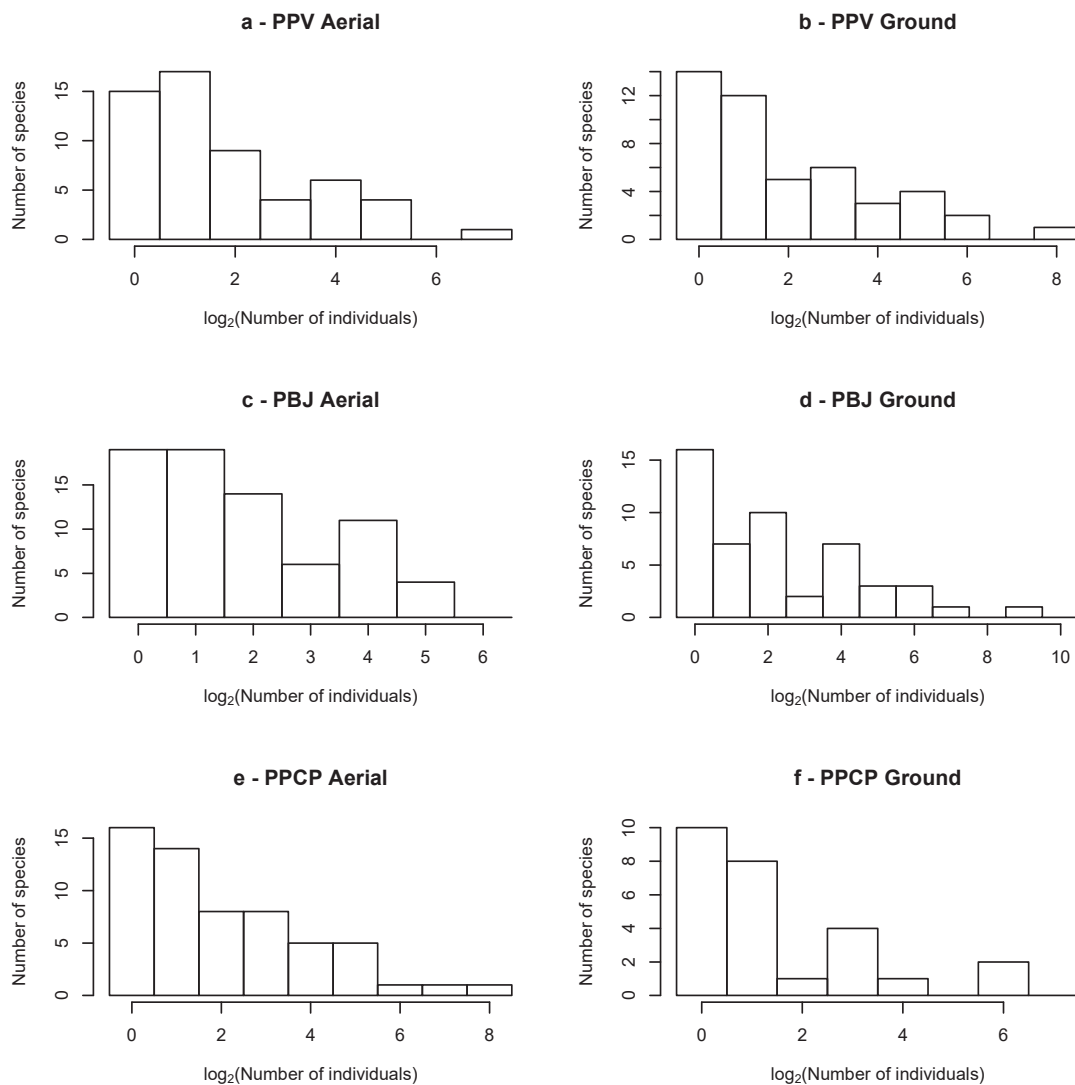 a - PPV Aerial
Number of species
0 5 10 15
0 2 4 6
log₂(Number of individuals)
b - PPV Ground
Number of species
0 4 8 12
0 2 4 6 8
log₂(Number of individuals)
c - PBJ Aerial
Number of species
0 5 10 15
0 1 2 3 4 5 6
log₂(Number of individuals)
d - PBJ Ground
Number of species
0 5 10 15
0 2 4 6 8 10
log₂(Number of individuals)
e - PPCP Aerial
Number of species
0 5 10 15
0 2 4 6 8
log₂(Number of individuals)
f - PPCP Ground
Number of species
0 2 4 6 8 10
0 2 4 6
log₂(Number of individuals)